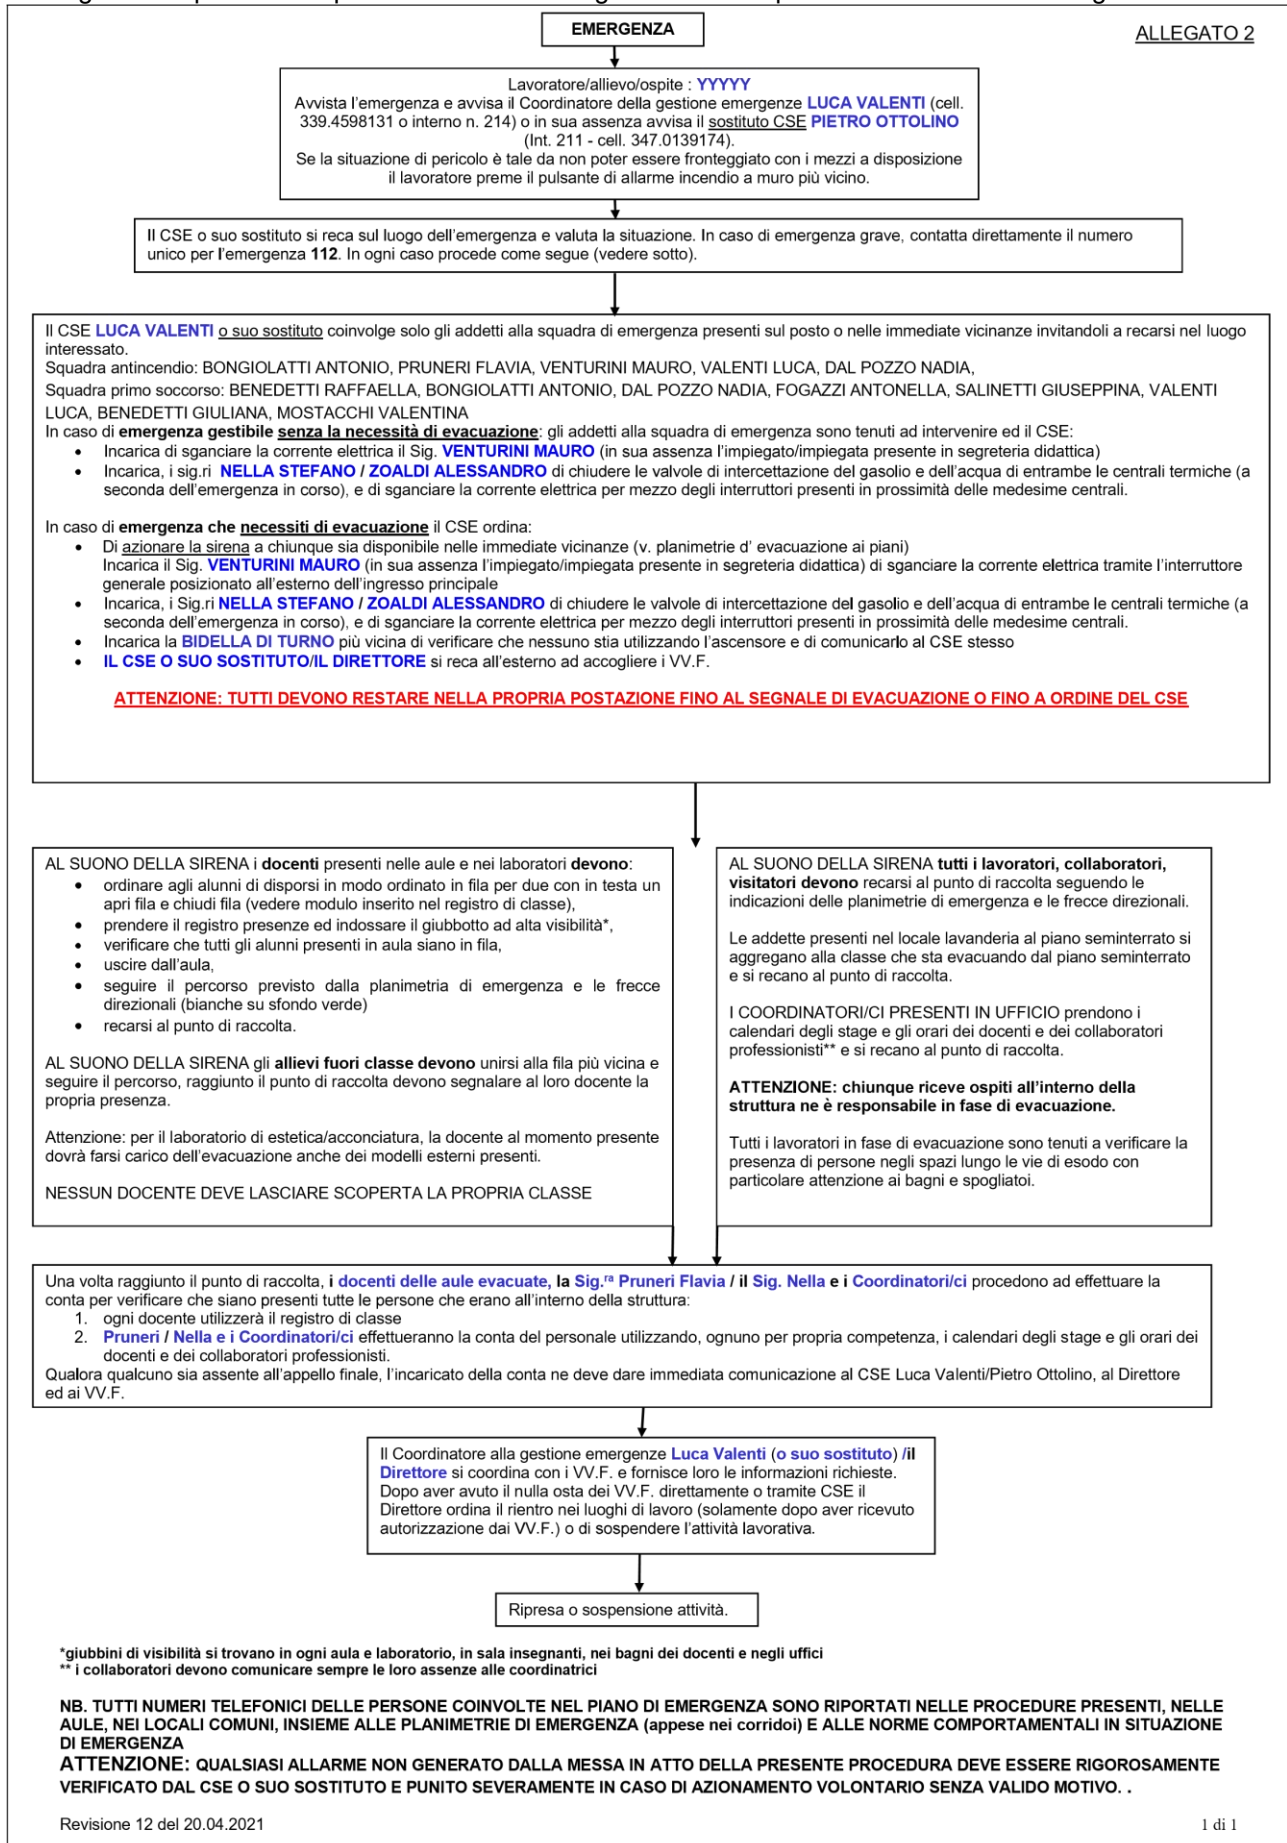 EMERGENZA
ALLEGATO 2
Lavoratore/allievo/ospite : YYYYY
Avvista l'emergenza e avvisa il Coordinatore della gestione emergenze LUCA VALENTI (cell.
339.4598131 o interno n. 214) o in sua assenza avvisa il sostituto CSE PIETRO OTTOLINO
(Int. 211 - cell. 347.0139174).
Se la situazione di pericolo è tale da non poter essere fronteggiato con i mezzi a disposizione
il lavoratore preme il pulsante di allarme incendio a muro più vicino.
Il CSE o suo sostituto si reca sul luogo dell'emergenza e valuta la situazione. In caso di emergenza grave, contatta direttamente il numero
unico per l'emergenza 112. In ogni caso procede come segue (vedere sotto).
Il CSE LUCA VALENTI o suo sostituto coinvolge solo gli addetti alla squadra di emergenza presenti sul posto o nelle immediate vicinanze invitandoli a recarsi nel luogo
interessato.
Squadra antincendio: BONGIOLATTI ANTONIO, PRUNERI FLAVIA, VENTURINI MAURO, VALENTI LUCA, DAL POZZO NADIA,
Squadra primo soccorso: BENEDETTI RAFFAELLA, BONGIOLATTI ANTONIO, DAL POZZO NADIA, FOGAZZI ANTONELLA, SALINETTI GIUSEPPINA, VALENTI
LUCA, BENEDETTI GIULIANA, MOSTACCHI VALENTINA
In caso di emergenza gestibile senza la necessità di evacuazione: gli addetti alla squadra di emergenza sono tenuti ad intervenire ed il CSE:
• Incarica di sganciare la corrente elettrica il Sig. VENTURINI MAURO (in sua assenza l'impiegato/impiegata presente in segreteria didattica)
• Incarica, i sig.ri NELLA STEFANO / ZOALDI ALESSANDRO di chiudere le valvole di intercettazione del gasolio e dell'acqua di entrambe le centrali termiche (a
seconda dell'emergenza in corso), e di sganciare la corrente elettrica per mezzo degli interruttori presenti in prossimità delle medesime centrali.
In caso di emergenza che necessiti di evacuazione il CSE ordina:
• Di azionare la sirena a chiunque sia disponibile nelle immediate vicinanze (v. planimetrie d' evacuazione ai piani)
Incarica il Sig. VENTURINI MAURO (in sua assenza l'impiegato/impiegata presente in segreteria didattica) di sganciare la corrente elettrica tramite l'interruttore
generale posizionato all'esterno dell'ingresso principale
• Incarica, i Sig.ri NELLA STEFANO / ZOALDI ALESSANDRO di chiudere le valvole di intercettazione del gasolio e dell'acqua di entrambe le centrali termiche (a
seconda dell'emergenza in corso), e di sganciare la corrente elettrica per mezzo degli interruttori presenti in prossimità delle medesime centrali.
• Incarica la BIDELLA DI TURNO più vicina di verificare che nessuno stia utilizzando l'ascensore e di comunicarlo al CSE stesso
• IL CSE O SUO SOSTITUTO/IL DIRETTORE si reca all'esterno ad accogliere i VV.F.
ATTENZIONE: TUTTI DEVONO RESTARE NELLA PROPRIA POSTAZIONE FINO AL SEGNALE DI EVACUAZIONE O FINO A ORDINE DEL CSE
AL SUONO DELLA SIRENA i docenti presenti nelle aule e nei laboratori devono:
• ordinare agli alunni di disporsi in modo ordinato in fila per due con in testa un
apri fila e chiudi fila (vedere modulo inserito nel registro di classe),
• prendere il registro presenze ed indossare il giubbotto ad alta visibilità*,
• verificare che tutti gli alunni presenti in aula siano in fila,
• uscire dall'aula,
• seguire il percorso previsto dalla planimetria di emergenza e le frecce
direzionali (bianche su sfondo verde)
• recarsi al punto di raccolta.
AL SUONO DELLA SIRENA gli allievi fuori classe devono unirsi alla fila più vicina e
seguire il percorso, raggiunto il punto di raccolta devono segnalare al loro docente la
propria presenza.
Attenzione: per il laboratorio di estetica/acconciatura, la docente al momento presente
dovrà farsi carico dell'evacuazione anche dei modelli esterni presenti.
NESSUN DOCENTE DEVE LASCIARE SCOPERTA LA PROPRIA CLASSE
AL SUONO DELLA SIRENA tutti i lavoratori, collaboratori,
visitatori devono recarsi al punto di raccolta seguendo le
indicazioni delle planimetrie di emergenza e le frecce direzionali.
Le addette presenti nel locale lavanderia al piano seminterrato si
aggregano alla classe che sta evacuando dal piano seminterrato
e si recano al punto di raccolta.
I COORDINATORI/CI PRESENTI IN UFFICIO prendono i
calendari degli stage e gli orari dei docenti e dei collaboratori
professionisti** e si recano al punto di raccolta.
ATTENZIONE: chiunque riceve ospiti all'interno della
struttura ne è responsabile in fase di evacuazione.
Tutti i lavoratori in fase di evacuazione sono tenuti a verificare la
presenza di persone negli spazi lungo le vie di esodo con
particolare attenzione ai bagni e spogliatoi.
Una volta raggiunto il punto di raccolta, i docenti delle aule evacuate, la Sig.ra Pruneri Flavia / il Sig. Nella e i Coordinatori/ci procedono ad effettuare la
conta per verificare che siano presenti tutte le persone che erano all'interno della struttura:
1. ogni docente utilizzerà il registro di classe
2. Pruneri / Nella e i Coordinatori/ci effettueranno la conta del personale utilizzando, ognuno per propria competenza, i calendari degli stage e gli orari dei
docenti e dei collaboratori professionisti.
Qualora qualcuno sia assente all'appello finale, l'incaricato della conta ne deve dare immediata comunicazione al CSE Luca Valenti/Pietro Ottolino, al Direttore
ed ai VV.F.
Il Coordinatore alla gestione emergenze Luca Valenti (o suo sostituto) /il
Direttore si coordina con i VV.F. e fornisce loro le informazioni richieste.
Dopo aver avuto il nulla osta dei VV.F. direttamente o tramite CSE il
Direttore ordina il rientro nei luoghi di lavoro (solamente dopo aver ricevuto
autorizzazione dai VV.F.) o di sospendere l'attività lavorativa.
Ripresa o sospensione attività.
*giubbini di visibilità si trovano in ogni aula e laboratorio, in sala insegnanti, nei bagni dei docenti e negli uffici
** i collaboratori devono comunicare sempre le loro assenze alle coordinatrici
NB. TUTTI NUMERI TELEFONICI DELLE PERSONE COINVOLTE NEL PIANO DI EMERGENZA SONO RIPORTATI NELLE PROCEDURE PRESENTI, NELLE
AULE, NEI LOCALI COMUNI, INSIEME ALLE PLANIMETRIE DI EMERGENZA (appese nei corridoi) E ALLE NORME COMPORTAMENTALI IN SITUAZIONE
DI EMERGENZA
ATTENZIONE: QUALSIASI ALLARME NON GENERATO DALLA MESSA IN ATTO DELLA PRESENTE PROCEDURA DEVE ESSERE RIGOROSAMENTE
VERIFICATO DAL CSE O SUO SOSTITUTO E PUNITO SEVERAMENTE IN CASO DI AZIONAMENTO VOLONTARIO SENZA VALIDO MOTIVO. .
Revisione 12 del 20.04.2021
1 di 1